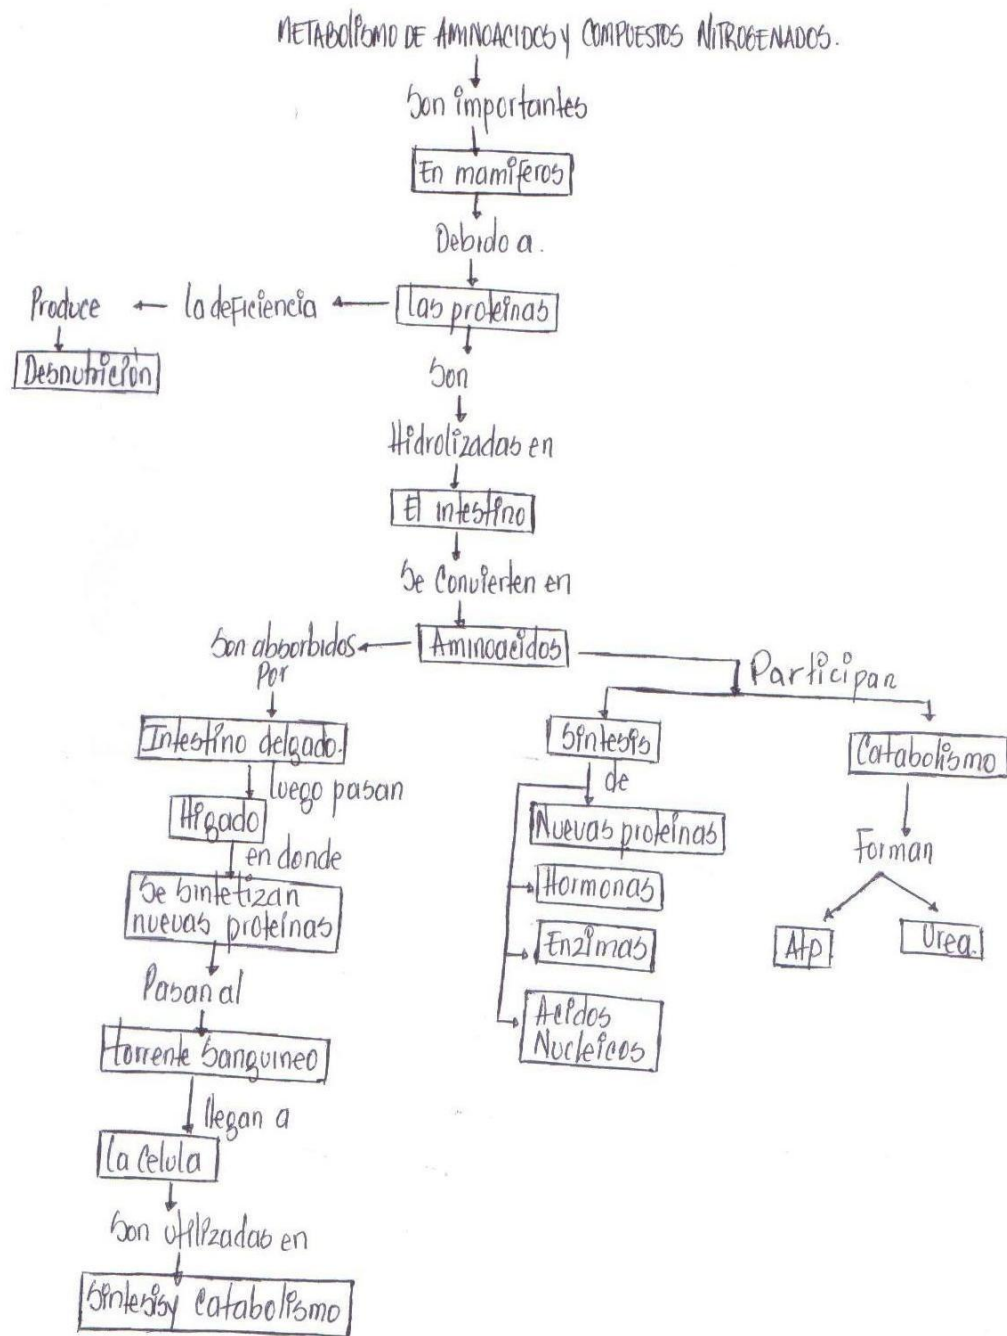 METABOLISMO DE AMINOACIDOS Y COMPUESTOS NITROGENADOS.
Son importantes
En mamiferos
Debido a.
las proteinas
la deficiencia
Produce
Desnutrición
Son
Hidrolizadas en
El intestino
Se Convierten en
Aminoacidos
Son absorbidos
Por
Intestino delgado.
luego pasan
Higado
en donde
Se sintetizan
nuevas proteinas
Pasan al
torrente Sanguineo
llegan a
la Celula
Son utilizadas en
Sintesis y Catabolismo
Participan
Sintesis
de
Nuevas proteinas
Hormonas
Enzimas
Acidos
Nucleicos
Catabolismo
Forman
Atp
Urea.